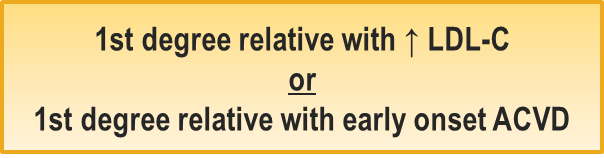 1st degree relative with ↑ LDL-C
or
1st degree relative with early onset ACVD